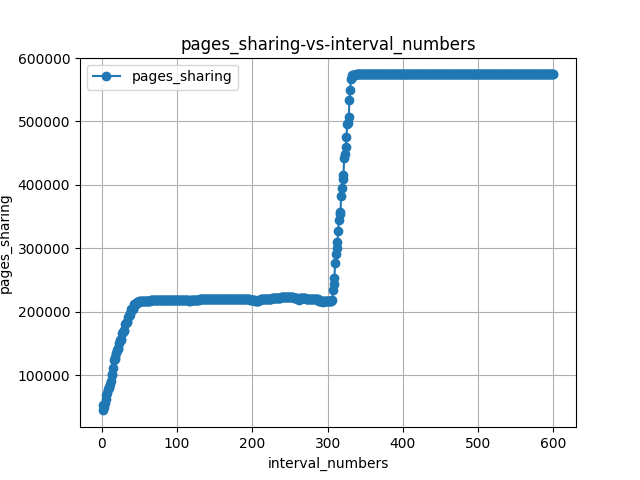 pages_sharing-vs-interval_numbers
pages_sharing
600000
500000
400000
300000
200000
100000
pages_sharing
0 100 200 300 400 500 600
interval_numbers